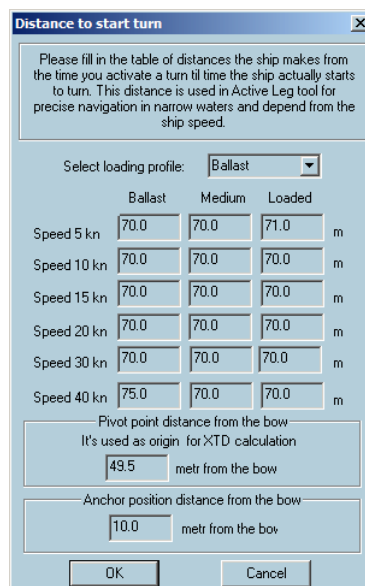 Distance to start turn
Please fill in the table of distances the ship makes from
the time you activate a turn til time the ship actually starts
to turn. This distance is used in Active Leg tool for
precise navigation in narrow waters and depend from the
ship speed.
Select loading profile: Ballast
Ballast Medium Loaded
Speed 5 kn 70.0 70.0 71.0 m
Speed 10 kn 70.0 70.0 70.0 m
Speed 15 kn 70.0 70.0 70.0 m
Speed 20 kn 70.0 70.0 70.0 m
Speed 30 kn 70.0 70.0 70.0 m
Speed 40 kn 75.0 70.0 70.0 m
Pivot point distance from the bow
It's used as origin for XTD calculation
49.5 metr from the bow
Anchor position distance from the bow
10.0 metr from the bow
OK Cancel